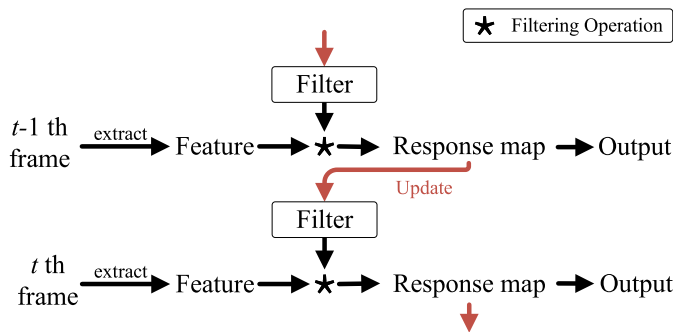 ★ Filtering Operation
Filter
t-1 th
frame
extract
Feature
★
Response map
Output
Update
Filter
t th
frame
extract
Feature
★
Response map
Output